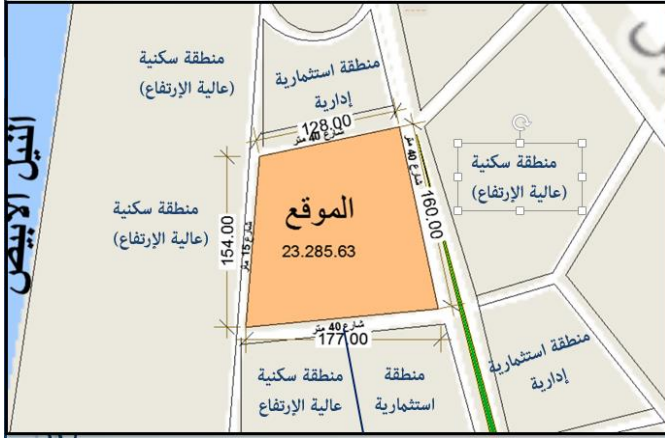 منطقة سكنية
(عالية الإرتفاع)
منطقة استثمارية
إدارية
128.00
شارع 40 متر
شارع 40 متر
منطقة سكنية
(عالية الإرتفاع)
النيل الابيض
منطقة سكنية
(عالية الإرتفاع)
154.00
شارع 15 متر
الموقع
23.285.63
160.00
شارع 40 متر
177.00
منطقة سكنية
عالية الإرتفاع
منطقة
استثمارية
منطقة استثمارية
إدارية